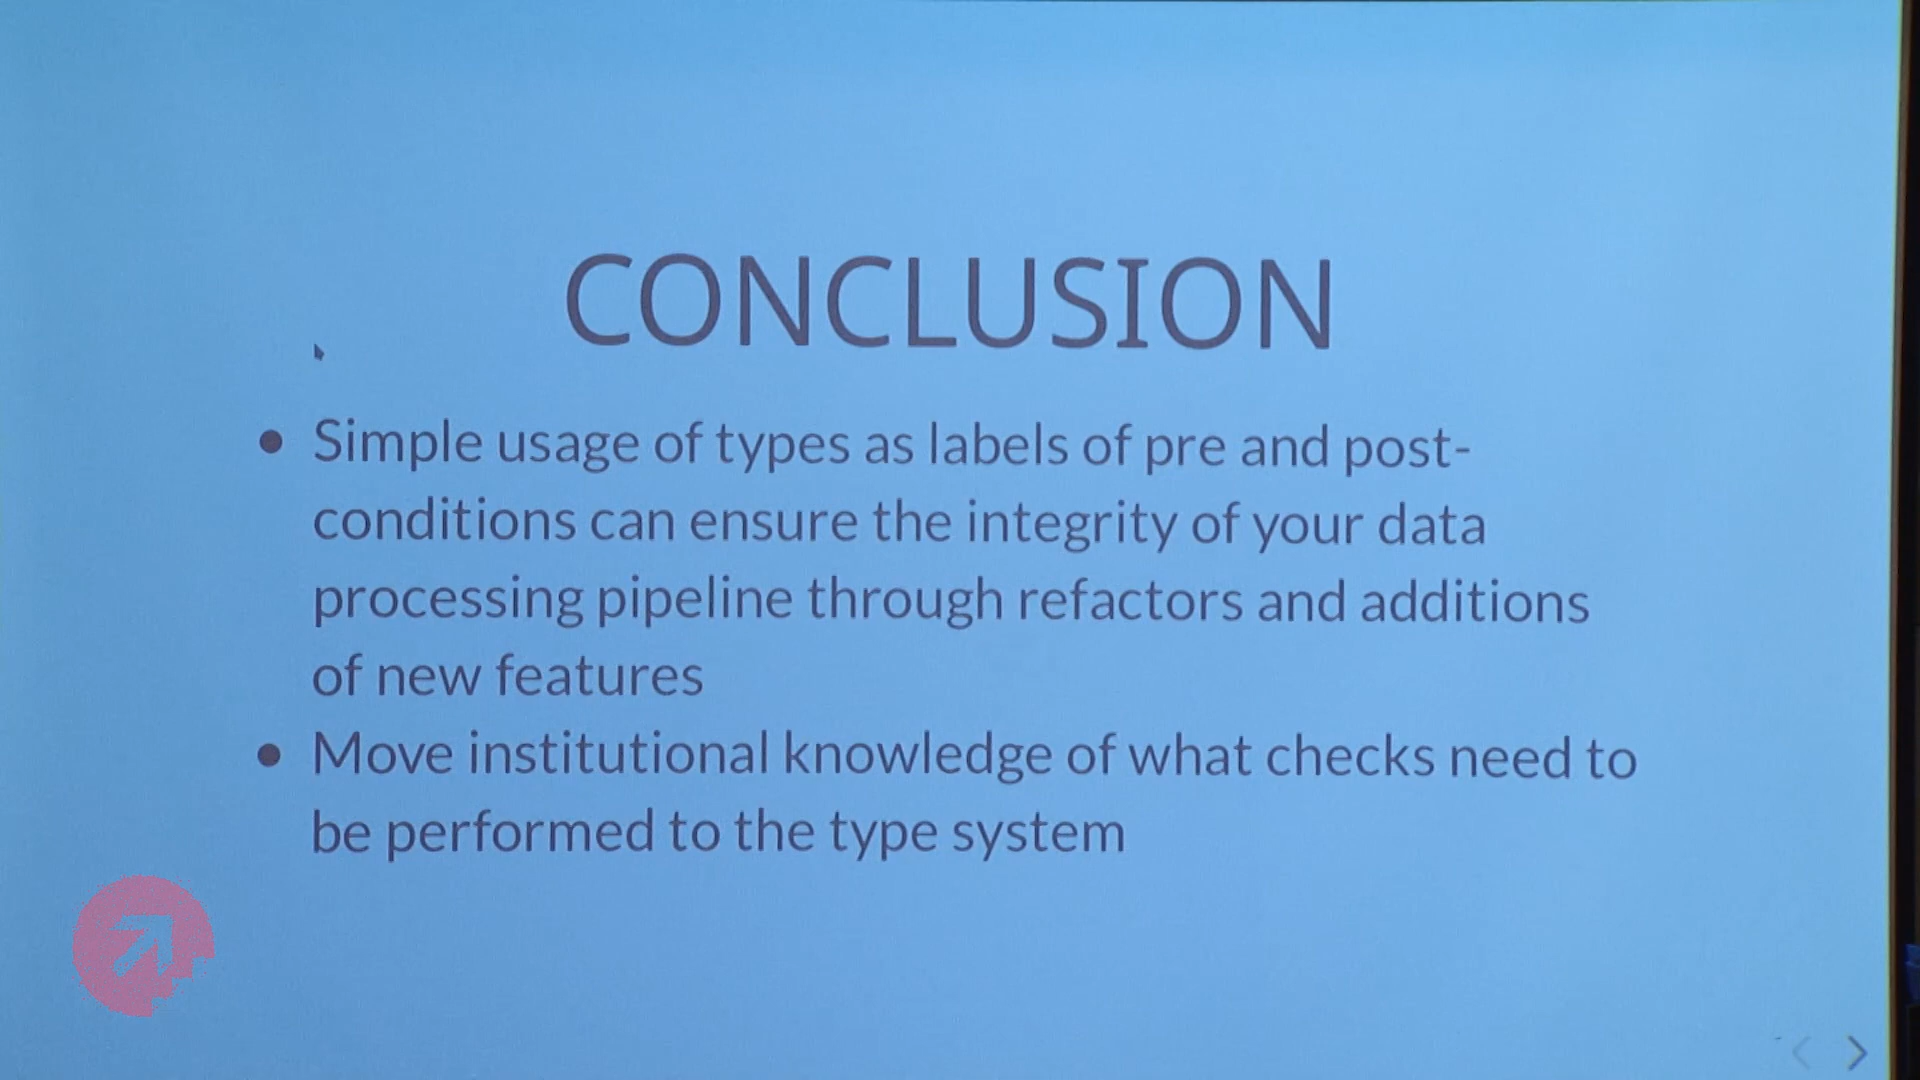 CONCLUSION
• Simple usage of types as labels of pre and post-
conditions can ensure the integrity of your data
processing pipeline through refactors and additions
of new features
• Move institutional knowledge of what checks need to
be performed to the type system